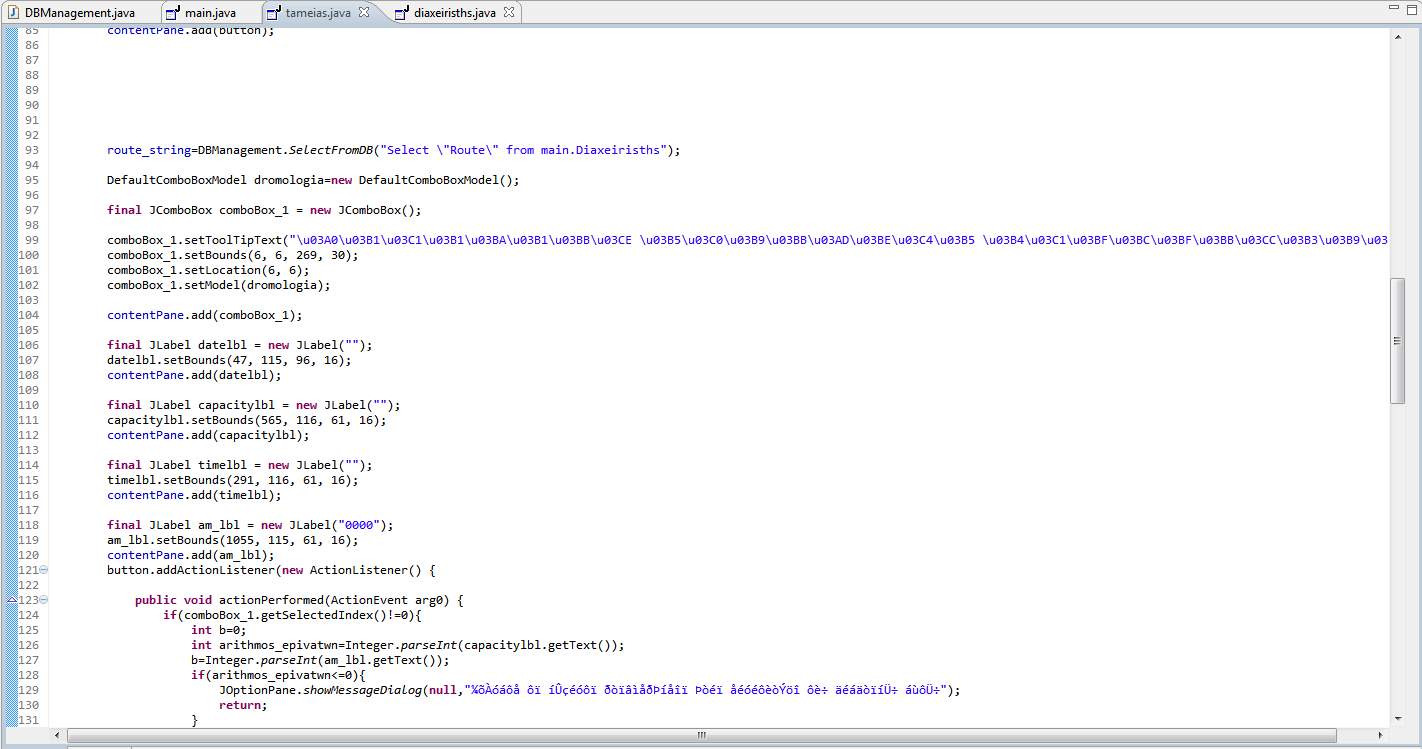 DBManagement.java main.java tameias.java diaxeiristhς.java
85 contentPane.add(button);
86
87
88
89
90
91
92
93 route_string=DBManagement.SelectFromDB("Select \"Route\" from main.Diaxeirisths");
94
95 DefaultComboBoxModel dromologia=new DefaultComboBoxModel();
96
97 final JComboBox comboBox_1 = new JComboBox();
98
99 comboBox_1.setToolTipText("\u03A0\u03B1\u03C1\u03B1\u03BA\u03B1\u03BB\u03CE \u03B5\u03C0\u03B9\u03BB\u03AD\u03BE\u03C4\u03B5 \u03B4\u03C1\u03BF\u03BC\u03BF\u03BB\u03CC\u03B3\u03B9\u03
100 comboBox_1.setBounds(6, 6, 269, 30);
101 comboBox_1.setLocation(6, 6);
102 comboBox_1.setModel(dromologia);
103
104 contentPane.add(comboBox_1);
105
106 final JLabel datelbl = new JLabel("");
107 datelbl.setBounds(47, 115, 96, 16);
108 contentPane.add(datelbl);
109
110 final JLabel capacitylbl = new JLabel("");
111 capacitylbl.setBounds(565, 116, 61, 16);
112 contentPane.add(capacitylbl);
113
114 final JLabel timelbl = new JLabel("");
115 timelbl.setBounds(291, 116, 61, 16);
116 contentPane.add(timelbl);
117
118 final JLabel am_lbl = new JLabel("0000");
119 am_lbl.setBounds(1055, 115, 61, 16);
120 contentPane.add(am_lbl);
121 button.addActionListener(new ActionListener() {
122
123 public void actionPerformed(ActionEvent arg0) {
124 if(comboBox_1.getSelectedIndex()!=0){
125 int b=0;
126 int arithmos_epivatwn=Integer.parseInt(capacitylbl.getText());
127 b=Integer.parseInt(am_lbl.getText());
128 if(arithmos_epivatwn<=0){
129 JOptionPane.showMessageDialog(null,"¾õÀóáôå ôï íÛçéóôï ðòïâìåðÞíåîï Þòéï åéóéôèòÝöî ôè÷ äéáäòïíÜ÷ áùôÜ÷");
130 return;
131 }